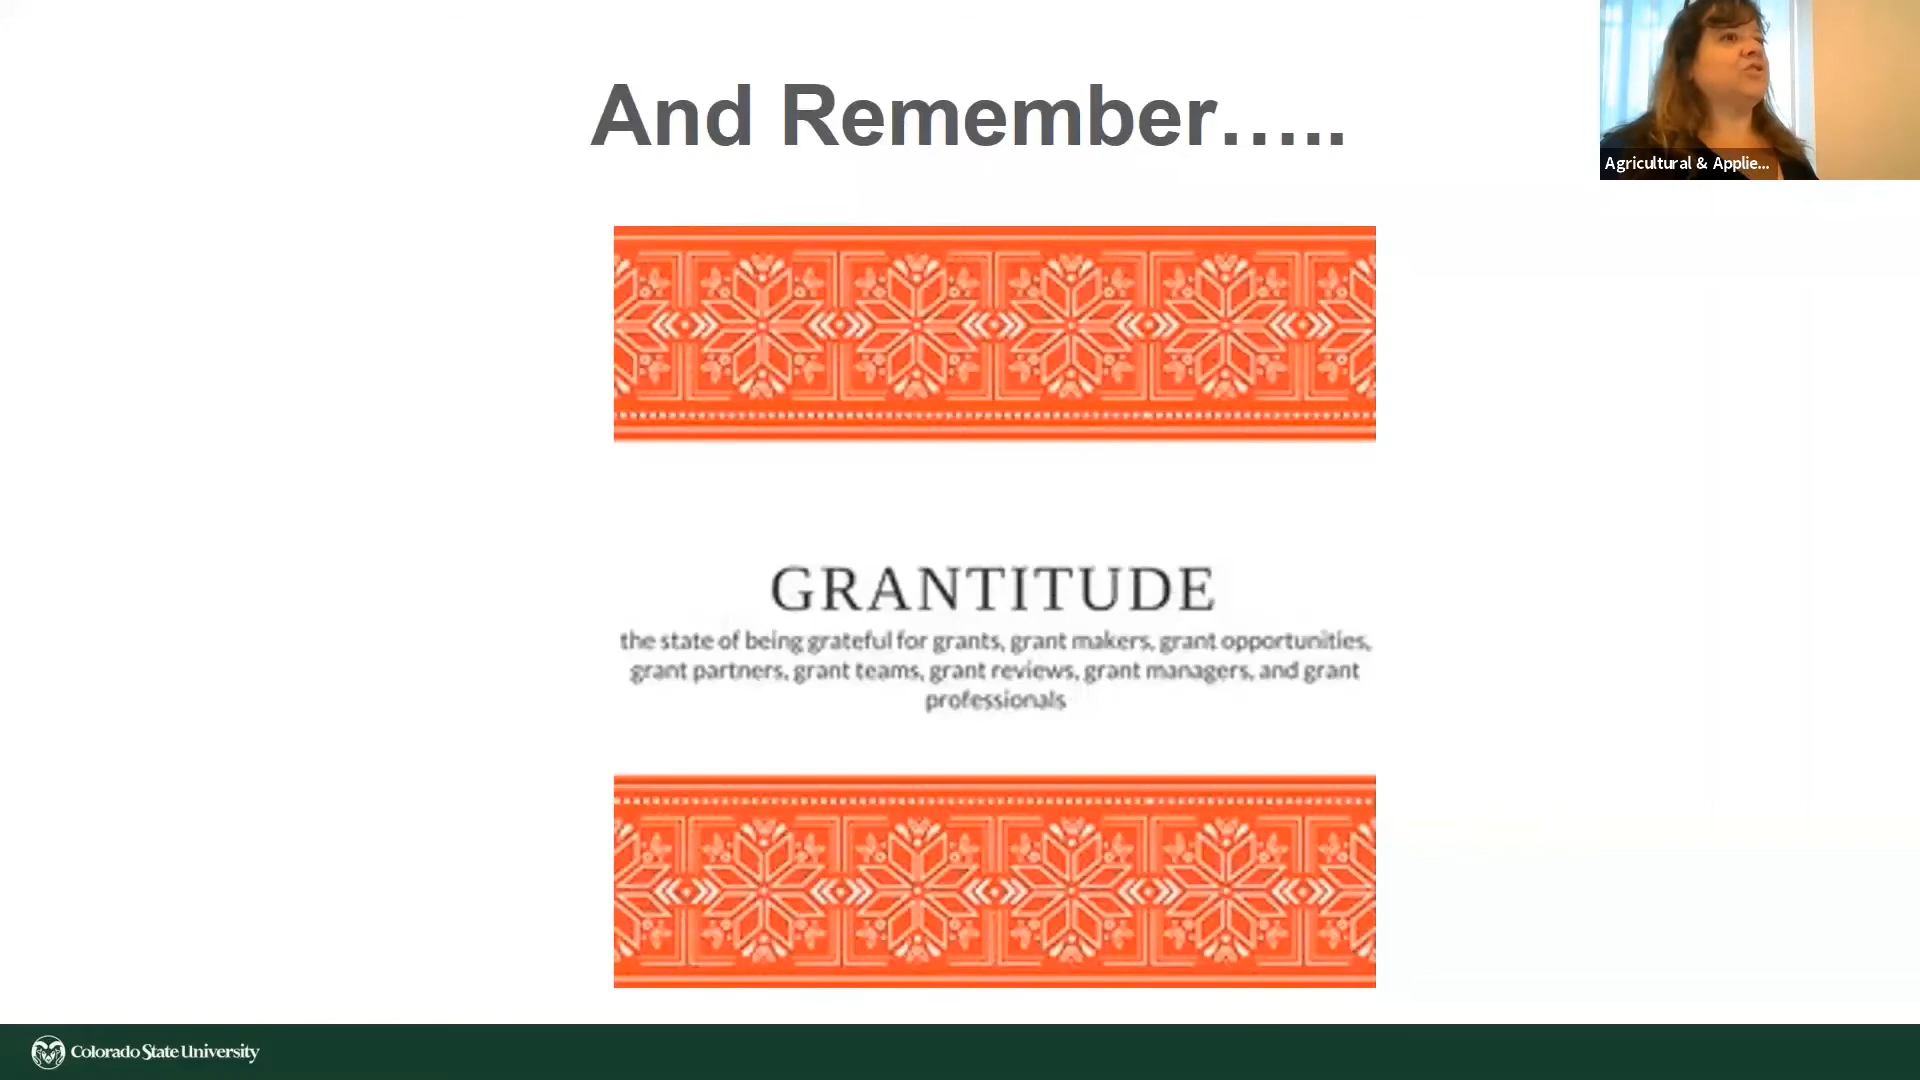 And Remember.....
Agricultural & Applie...
GRANTITUDE
the state of being grateful for grants, grant makers, grant opportunities,
grant partners, grant teams, grant reviews, grant managers, and grant
professionals
Colorado State University